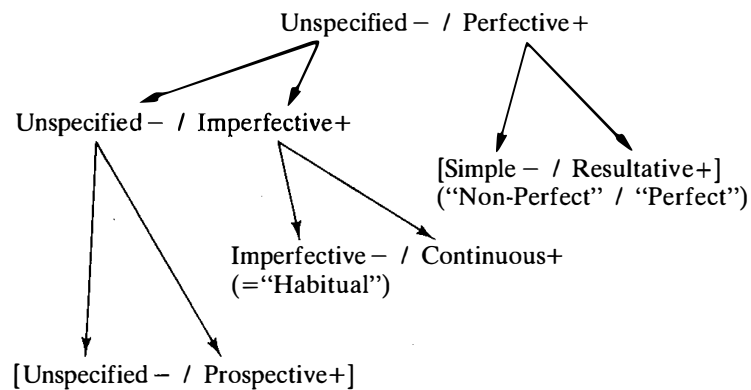 Unspecified − / Perfective+
Unspecified − / Imperfective+
[Simple − / Resultative+]
(“Non-Perfect” / “Perfect”)
Imperfective − / Continuous+
(=“Habitual”)
[Unspecified − / Prospective+]